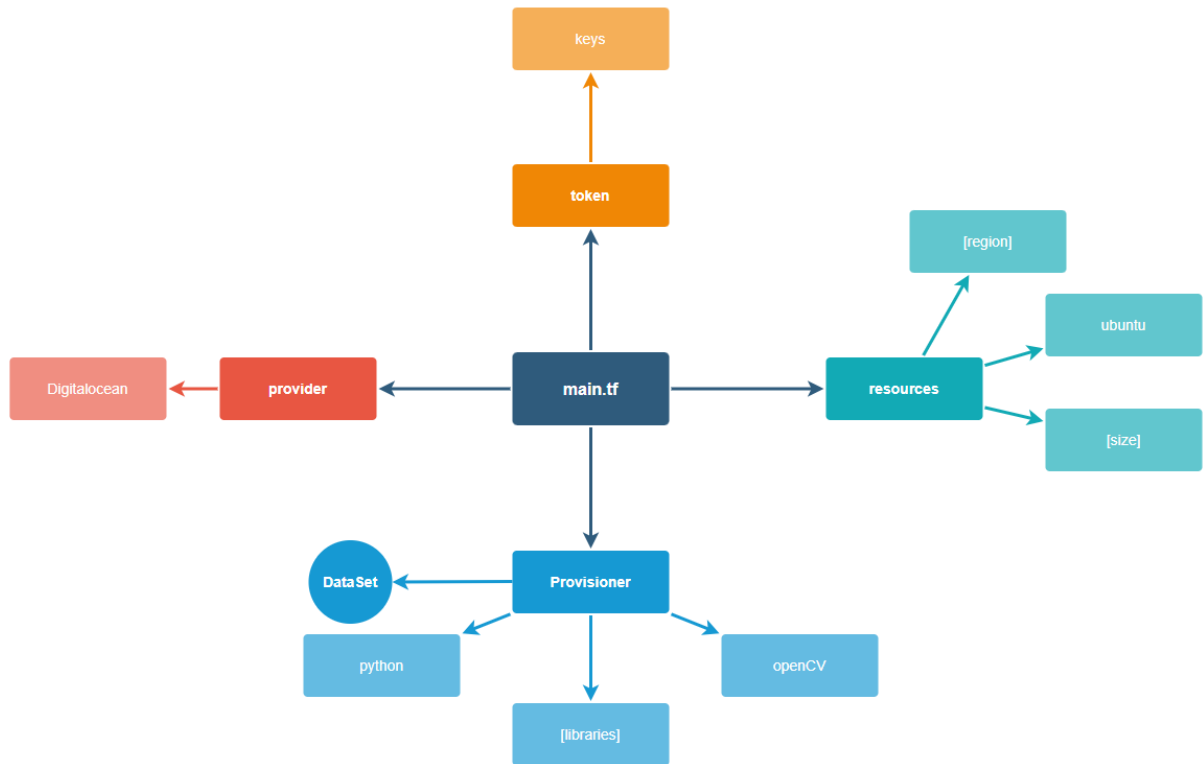 keys
token
[region]
ubuntu
Digitalocean
provider
main.tf
resources
[size]
DataSet
Provisioner
python
openCV
[libraries]